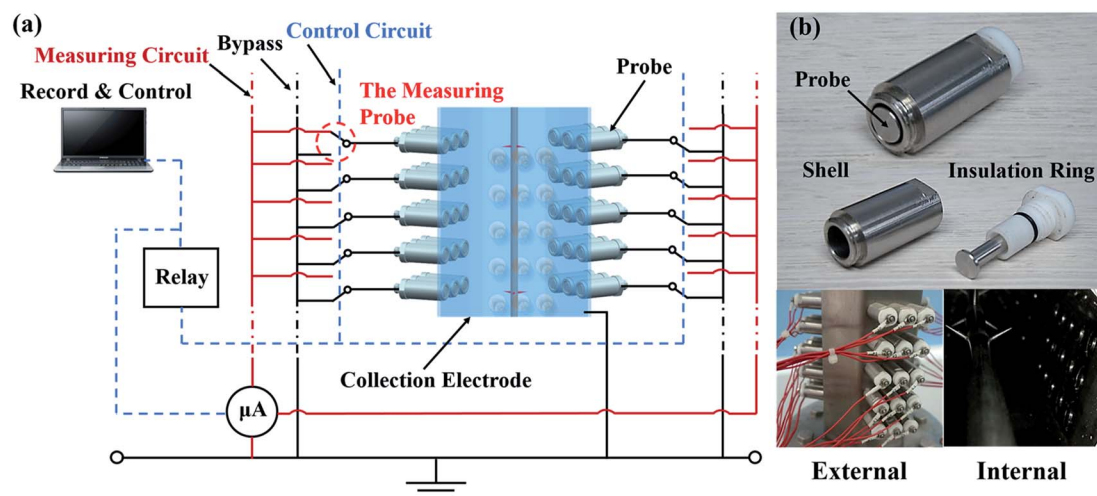 (a)
Control Circuit
Bypass
Measuring Circuit
Record & Control
The Measuring
Probe
Probe
Relay
Collection Electrode
μA
(b)
Probe
Shell
Insulation Ring
External
Internal